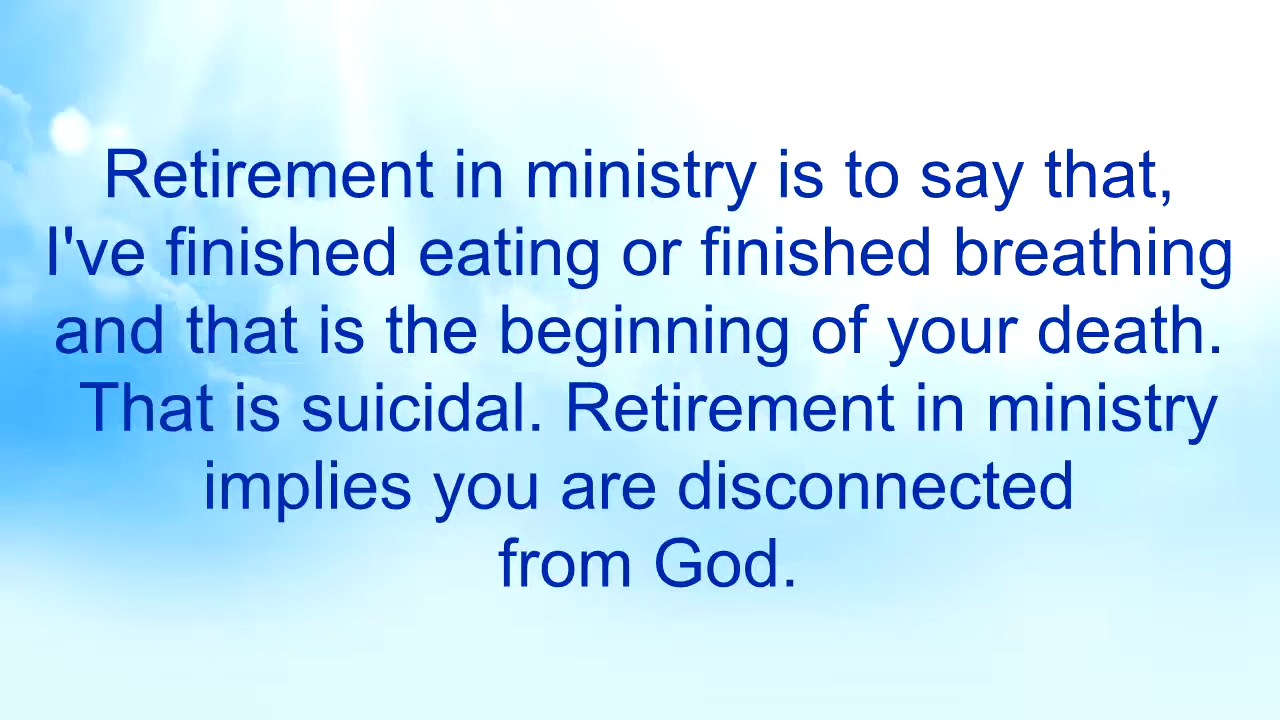 Retirement in ministry is to say that,
I've finished eating or finished breathing
and that is the beginning of your death.
That is suicidal. Retirement in ministry
implies you are disconnected
from God.